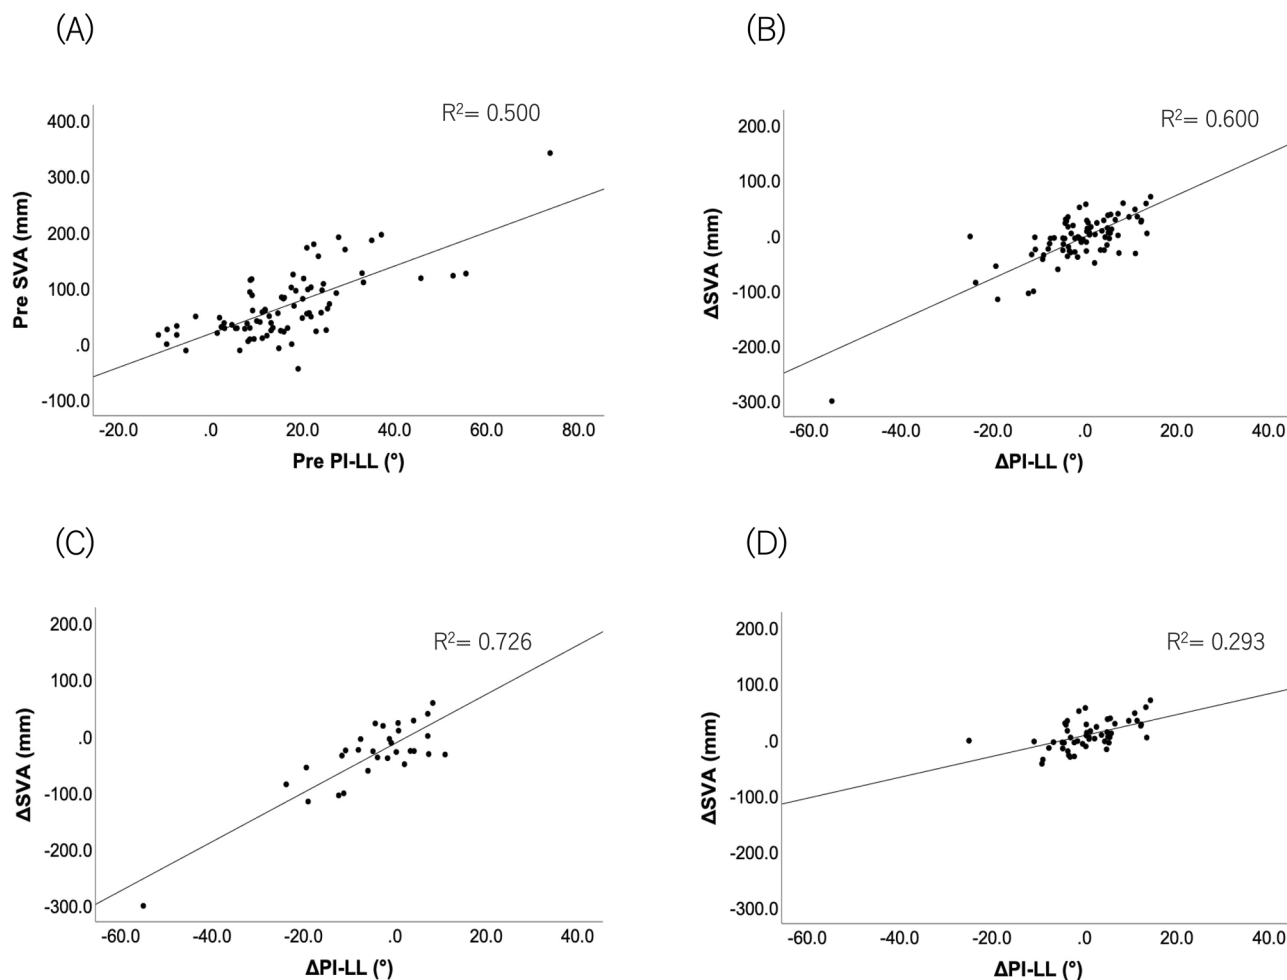 (A)
R²= 0.500
400.0
300.0
200.0
100.0
.0
-100.0
Pre SVA (mm)
-20.0 .0 20.0 40.0 60.0 80.0
Pre PI-LL (°)
(B)
R²= 0.600
200.0
100.0
.0
-100.0
-200.0
-300.0
ΔSVA (mm)
-60.0 -40.0 -20.0 .0 20.0 40.0
ΔPI-LL (°)
(C)
R²= 0.726
200.0
100.0
.0
-100.0
-200.0
-300.0
ΔSVA (mm)
-60.0 -40.0 -20.0 .0 20.0 40.0
ΔPI-LL (°)
(D)
R²= 0.293
200.0
100.0
.0
-100.0
-200.0
-300.0
ΔSVA (mm)
-60.0 -40.0 -20.0 .0 20.0 40.0
ΔPI-LL (°)